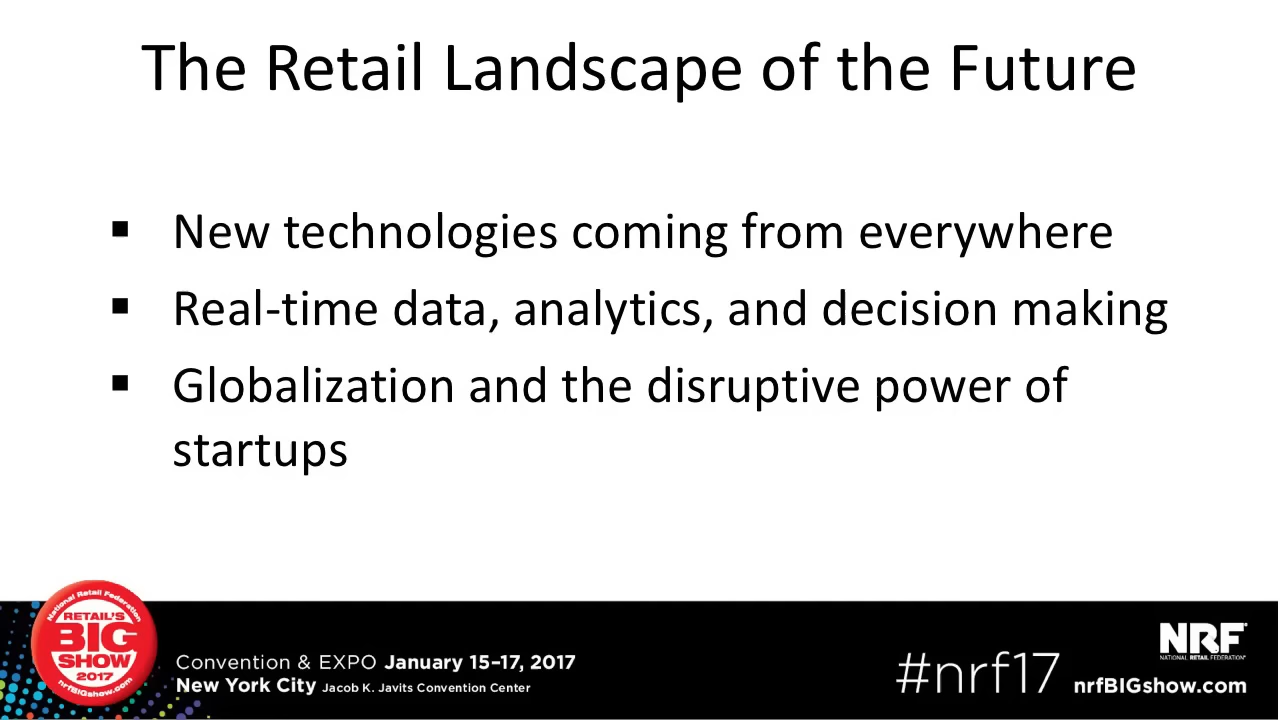 The Retail Landscape of the Future
▪ New technologies coming from everywhere
▪ Real-time data, analytics, and decision making
▪ Globalization and the disruptive power of
startups
National Retail Federation
RETAIL'S
BIG
SHOW
2017
nrfBIGshow.com
Convention & EXPO January 15–17, 2017
New York City Jacob K. Javits Convention Center
#nrf17
NRF®
NATIONAL RETAIL FEDERATION®
nrfBIGshow.com